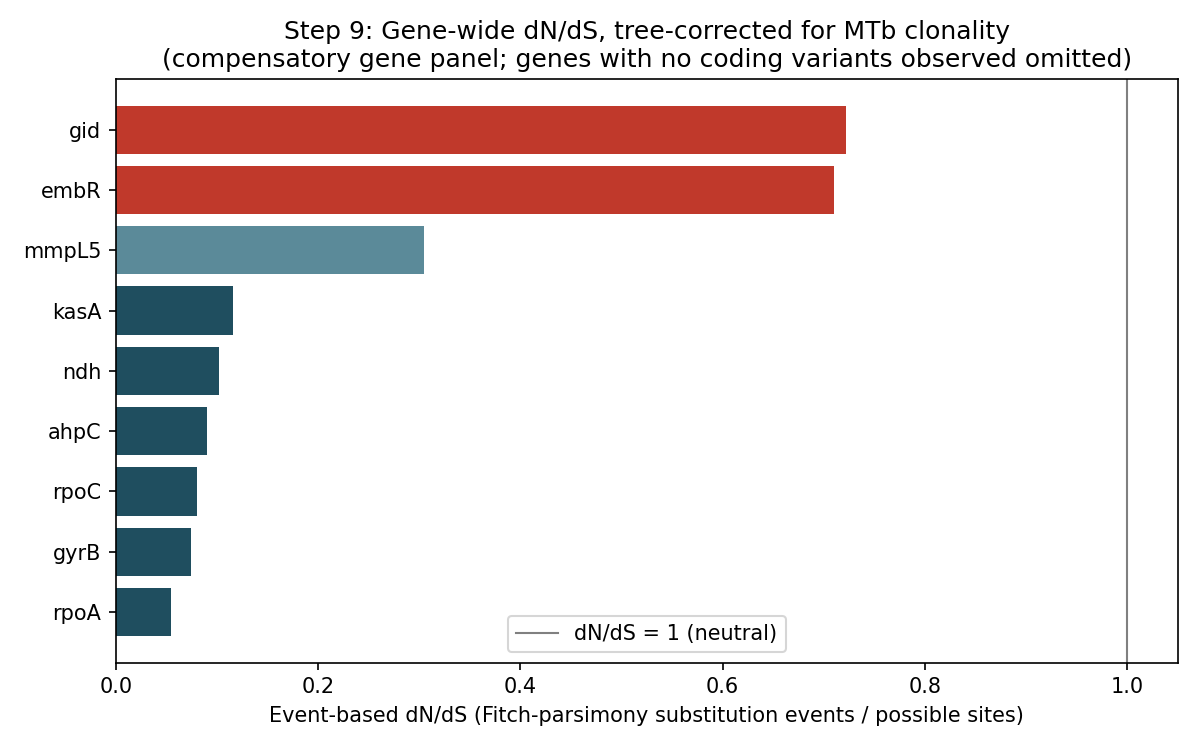 Step 9: Gene-wide dN/dS, tree-corrected for MTb clonality
(compensatory gene panel; genes with no coding variants observed omitted)
gid
embR
mmpL5
kasA
ndh
ahpC
rpoC
gyrB
rpoA
dN/dS = 1 (neutral)
0.0 0.2 0.4 0.6 0.8 1.0
Event-based dN/dS (Fitch-parsimony substitution events / possible sites)